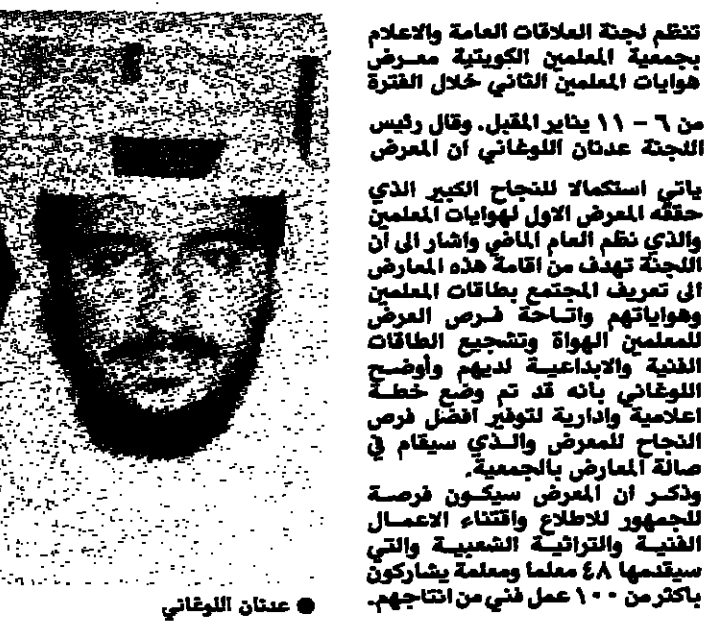 تنظم لجنة العلاقات العامة والاعلام
بجمعية المعلمين الكويتية معرض
هوايات المعلمين الثاني خلال الفترة
من ٦ – ١١ يناير المقبل. وقال رئيس
اللجنة عدنان اللوغاني ان المعرض
ياتي استكمالا للنجاح الكبير الذي
حققه المعرض الاول لهوايات المعلمين
والذي نظم العام الماضي واشار الى أن
اللجنة تهدف من اقامة هذه المعارض
الى تعريف المجتمع بطاقات المعلمين
وهواياتهم واتاحة فرص العرض
للمعلمين الهواة وتشجيع الطاقات
الفنية والابداعية لديهم وأوضح
اللوغاني بأنه قد تم وضع خطة
اعلامية وادارية لتوفير افضل فرص
النجاح للمعرض والذي سيقام في
صالة المعارض بالجمعية.
وذكر ان المعرض سيكون فرصة
للجمهور للاطلاع واقتناء الاعمال
الفنية والتراثية الشعبية والتي
سيقدمها ٤٨ معلما ومعلمة يشاركون
باكثر من ١٠٠ عمل فني من انتاجهم.
● عدنان اللوغاني